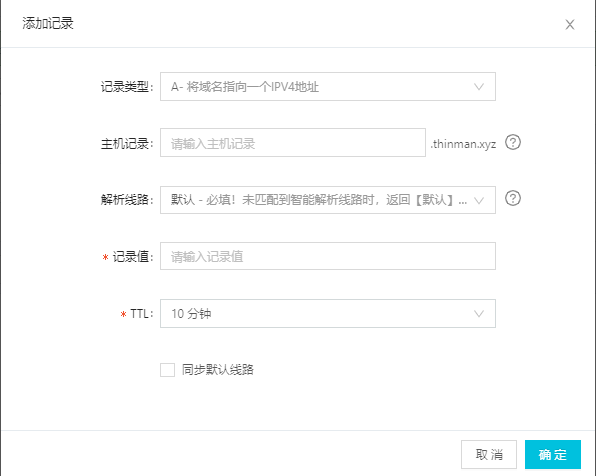 添加记录
记录类型: A- 将域名指向一个IPV4地址
主机记录: 请输入主机记录 .thinman.xyz ?
解析线路: 默认 - 必填！未匹配到智能解析线路时，返回【默认】... ?
* 记录值: 请输入记录值
* TTL: 10 分钟
同步默认线路
取 消 确 定